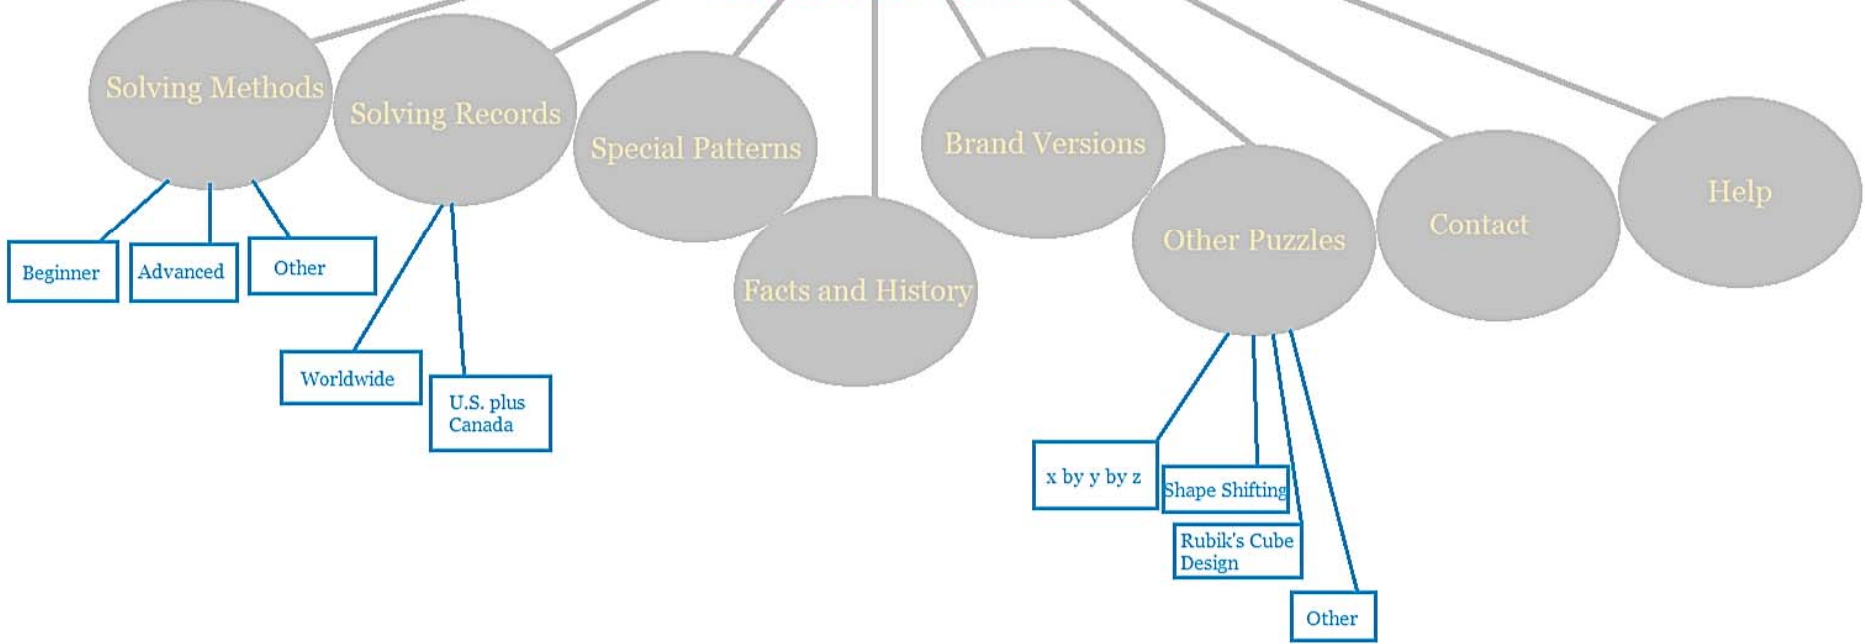 Solving Methods
Solving Records
Special Patterns
Facts and History
Brand Versions
Other Puzzles
Contact
Help
Beginner
Advanced
Other
Worldwide
U.S. plus
Canada
x by y by z
Shape Shifting
Rubik's Cube
Design
Other